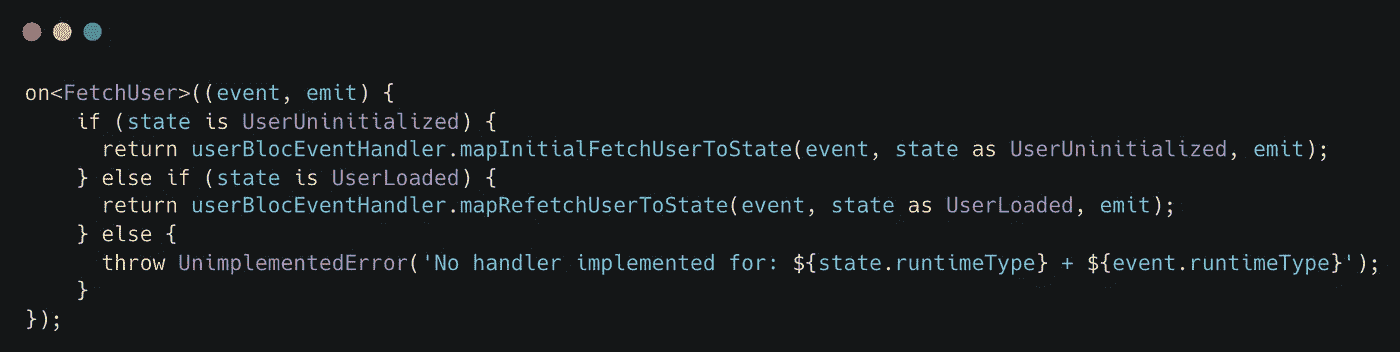 on<FetchUser>((event, emit) {
    if (state is UserUninitialized) {
      return userBlocEventHandler.mapInitialFetchUserToState(event, state as UserUninitialized, emit);
    } else if (state is UserLoaded) {
      return userBlocEventHandler.mapRefetchUserToState(event, state as UserLoaded, emit);
    } else {
      throw UnimplementedError('No handler implemented for: ${state.runtimeType} + ${event.runtimeType}');
    }
});